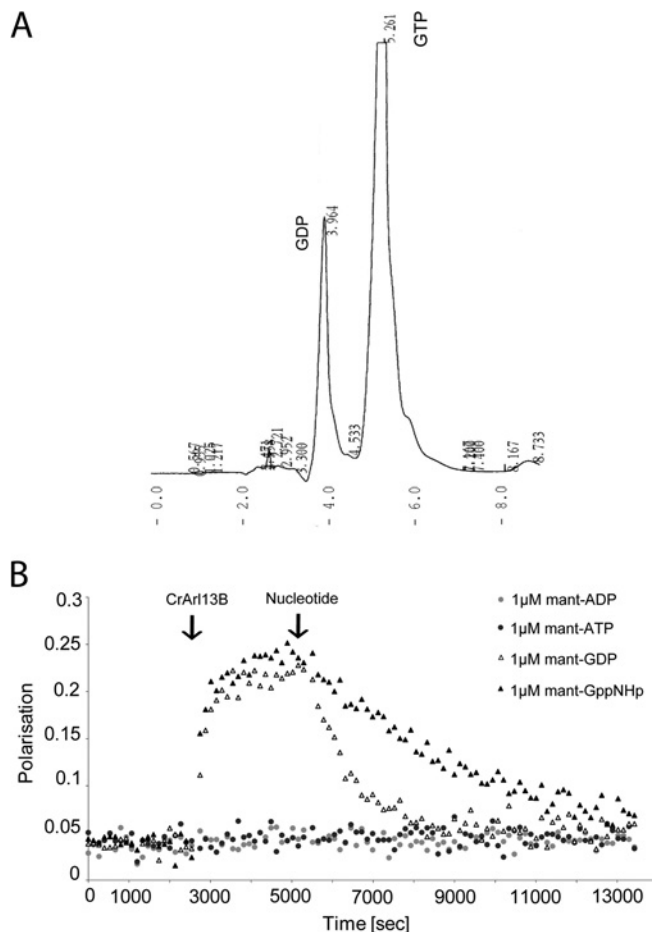 A
GDP
3.964
GTP
5.261
4.533
2.952
3.300
7.400
8.167
8.733
- 0.0
- 2.0
- 4.0
- 6.0
- 8.0
B
CrArl13B
Nucleotide
1µM mant-ADP
1µM mant-ATP
1µM mant-GDP
1µM mant-GppNHp
Polarisation
0.3
0.25
0.2
0.15
0.1
0.05
0
0 1000 3000 5000 7000 9000 11000 13000
Time [sec]